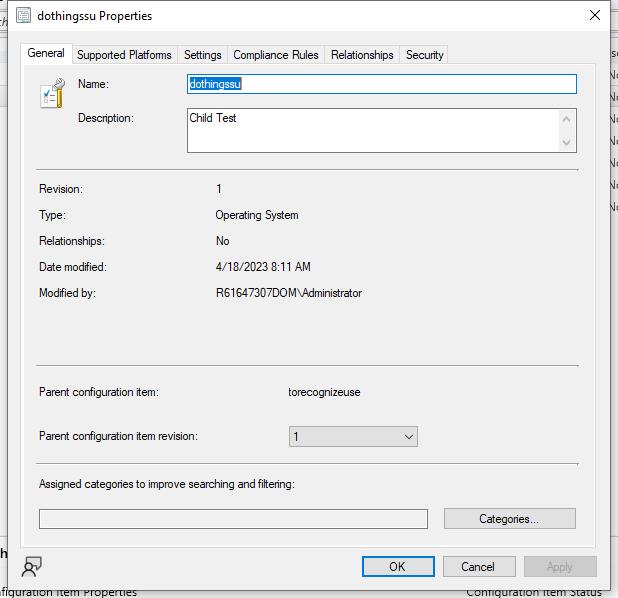 dothingssu Properties
General Supported Platforms Settings Compliance Rules Relationships Security
Name: dothingssu
Description: Child Test
Revision: 1
Type: Operating System
Relationships: No
Date modified: 4/18/2023 8:11 AM
Modified by: R61647307DOM\Administrator
Parent configuration item: torecognizeuse
Parent configuration item revision: 1
Assigned categories to improve searching and filtering:
Categories...
OK Cancel Apply
figuration Item Properties Configuration Item Status